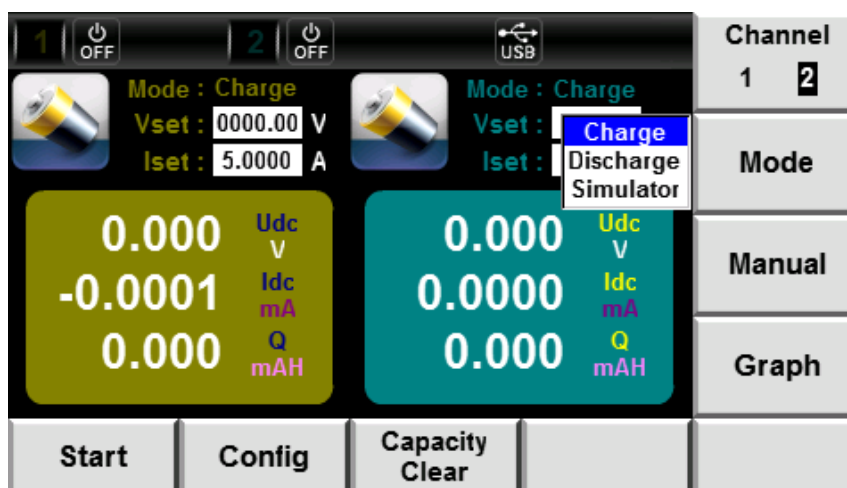 1 OFF 2 OFF USB
Channel
1 2
Mode : Charge
Vset : 0000.00 V
Iset : 5.0000 A
Mode : Charge
Vset :
Iset :
Charge
Discharge
Simulator
0.000 Udc V
-0.0001 Idc mA
0.000 Q mAH
0.000 Udc V
0.0000 Idc mA
0.000 Q mAH
Mode
Manual
Graph
Start
Config
Capacity
Clear